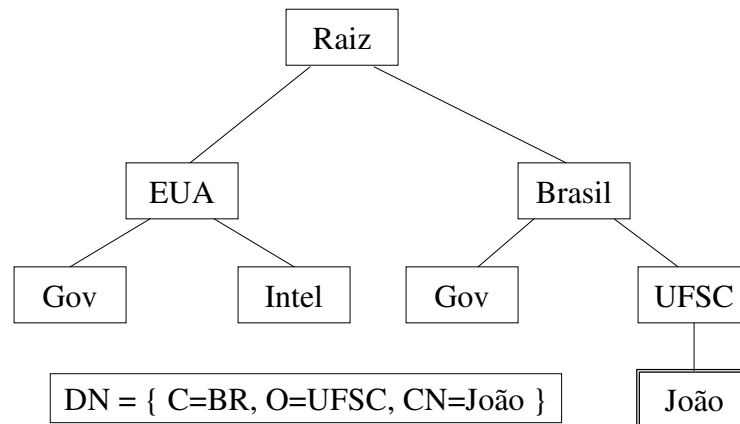 Raiz
EUA
Brasil
Gov
Intel
Gov
UFSC
DN = { C=BR, O=UFSC, CN=João }
João